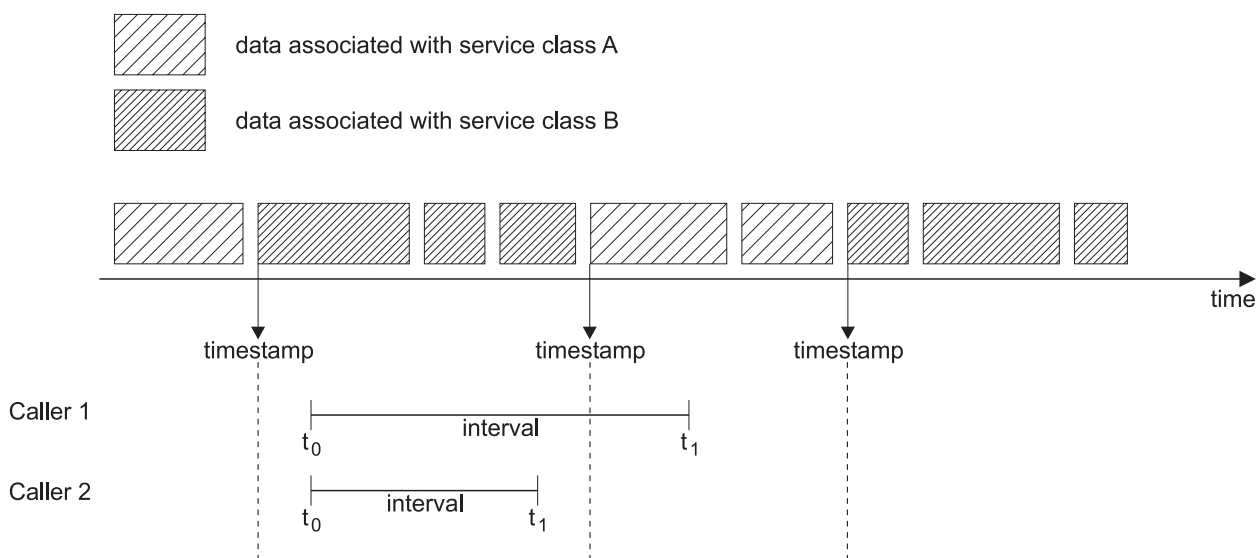 data associated with service class A
data associated with service class B
time
timestamp timestamp timestamp
Caller 1
interval
t0 t1
Caller 2
interval
t0 t1